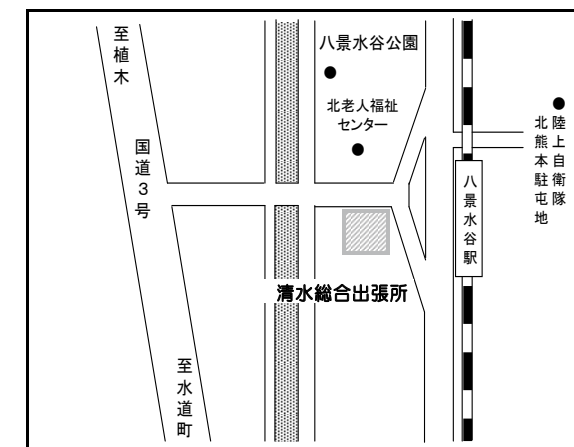 至植木
国道3号
至水道町
八景水谷公園
北老人福祉
センター
清水総合出張所
八景水谷駅
陸上自衛隊
北熊本駐屯地